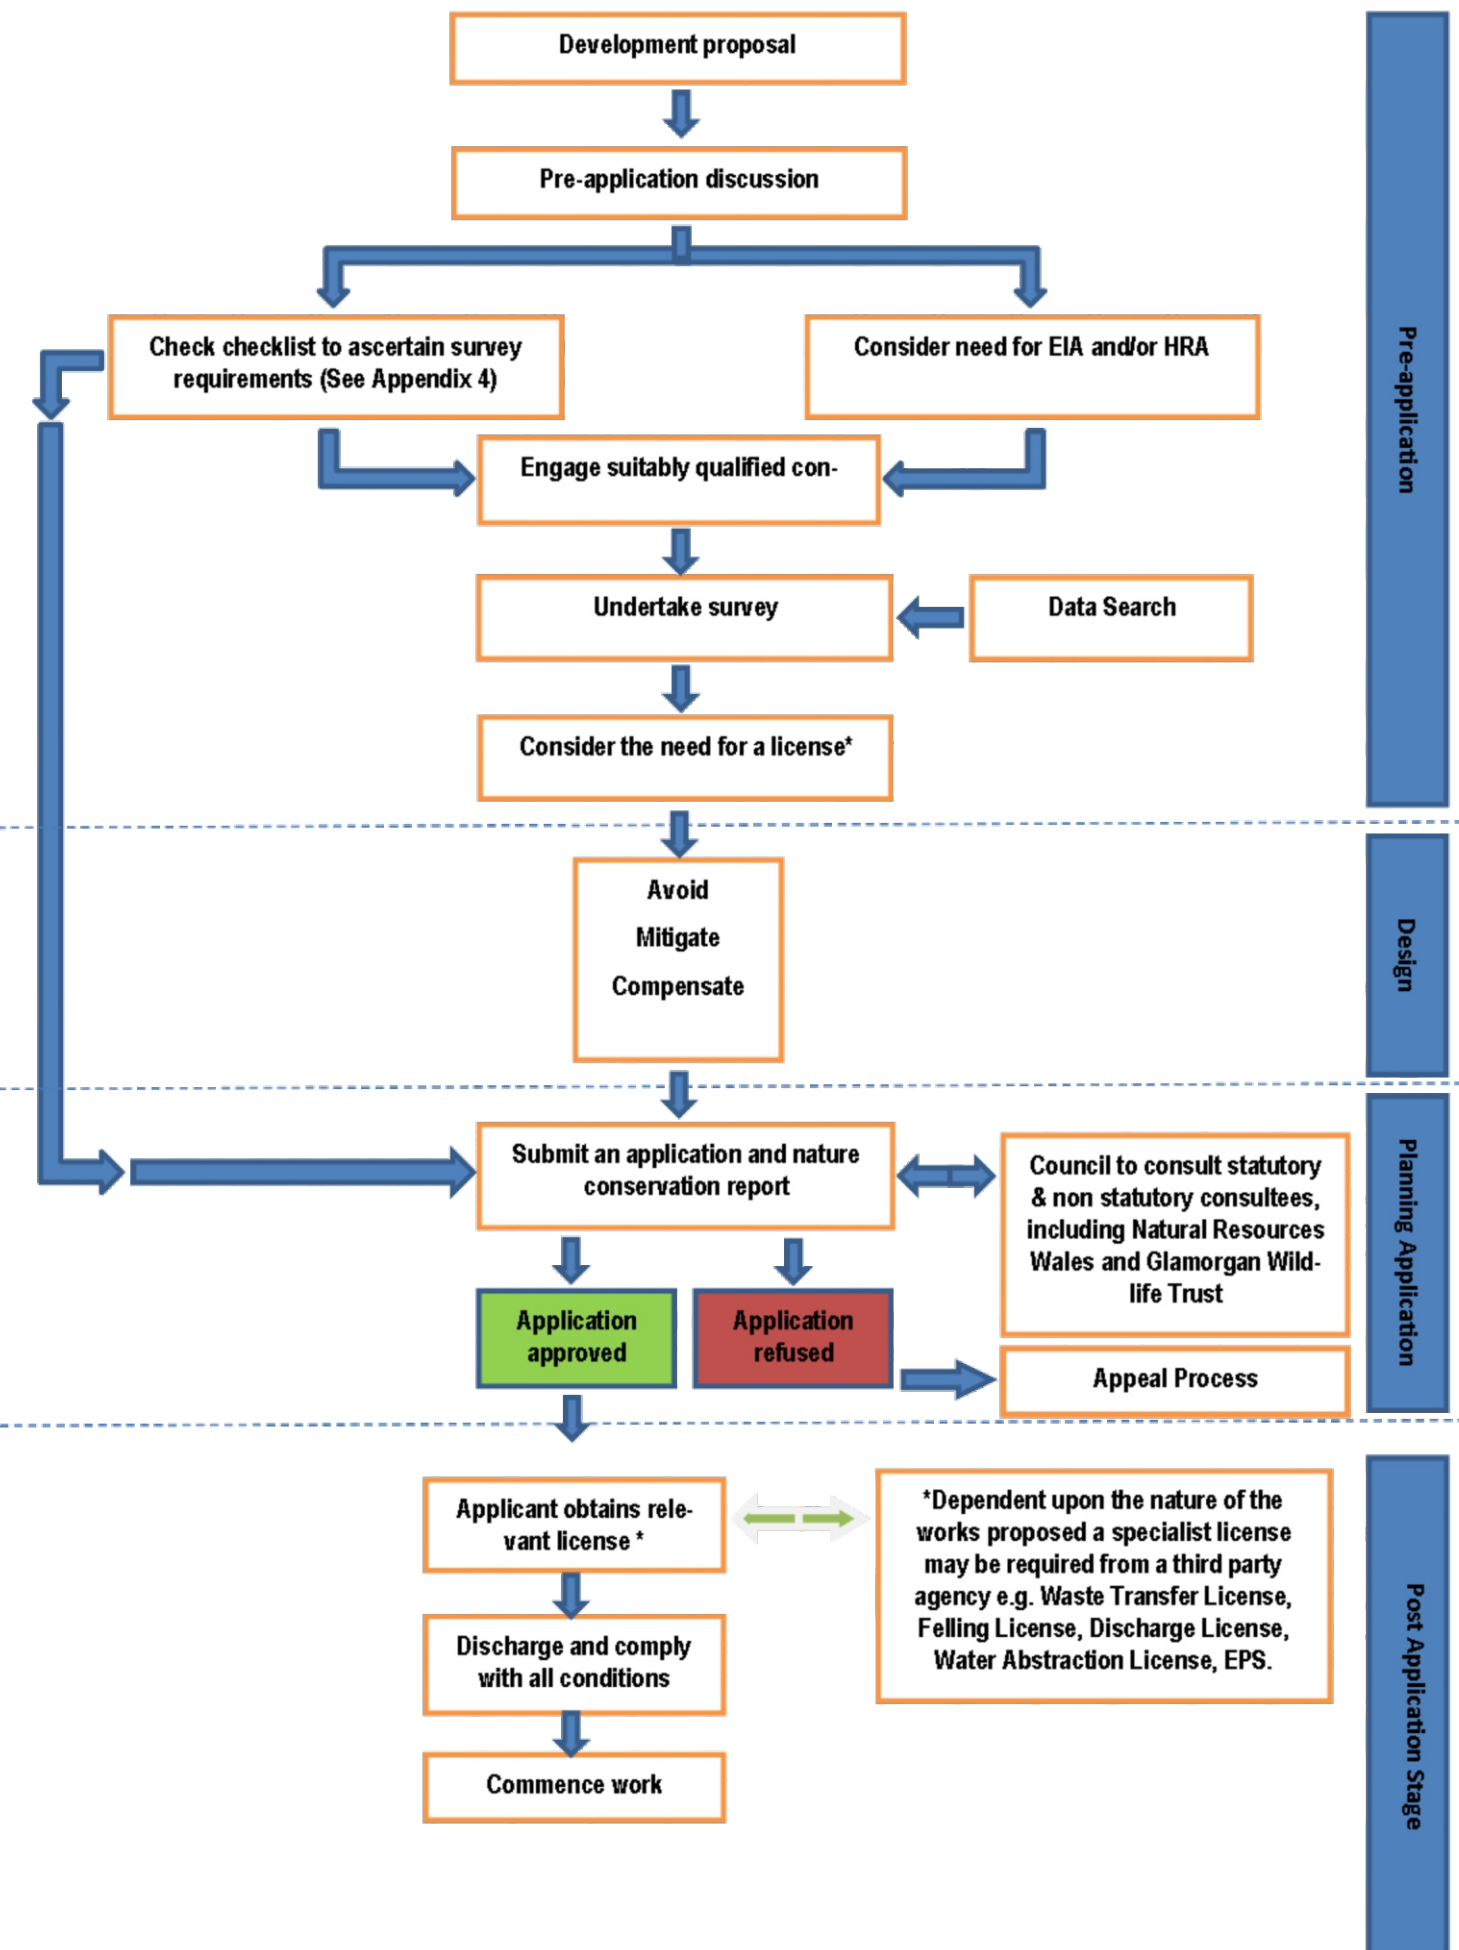 Development proposal
Pre-application discussion
Check checklist to ascertain survey
requirements (See Appendix 4)
Consider need for EIA and/or HRA
Engage suitably qualified con-
Undertake survey
Data Search
Consider the need for a license*
Pre-application
Avoid
Mitigate
Compensate
Design
Submit an application and nature
conservation report
Council to consult statutory
& non statutory consultees,
including Natural Resources
Wales and Glamorgan Wild-
life Trust
Application
approved
Application
refused
Appeal Process
Planning Application
Applicant obtains rele-
vant license *
*Dependent upon the nature of the
works proposed a specialist license
may be required from a third party
agency e.g. Waste Transfer License,
Felling License, Discharge License,
Water Abstraction License, EPS.
Discharge and comply
with all conditions
Commence work
Post Application Stage